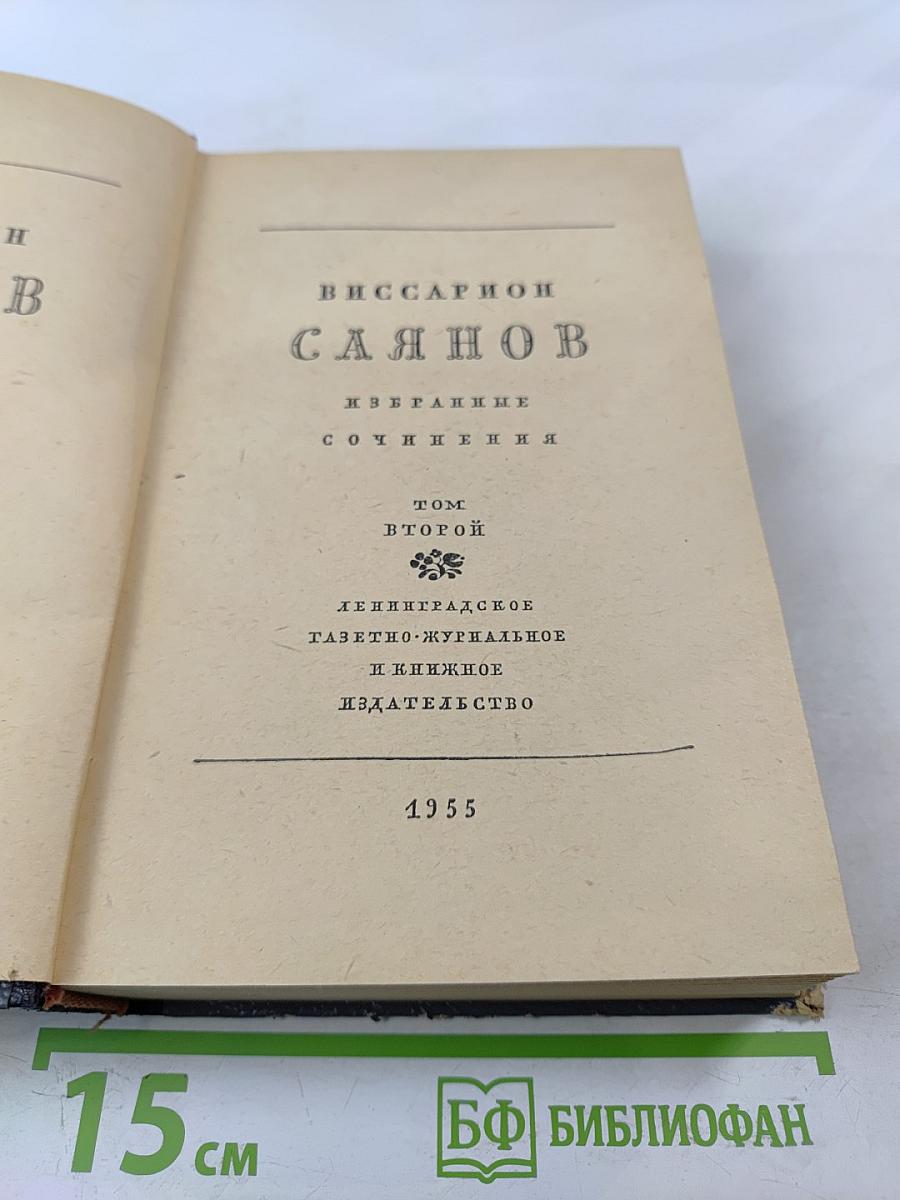 Н
В
ВИССАРИОН
САЯНОВ
ИЗБРАННЫЕ
СОЧИНЕНИЯ
ТОМ
ВТОРОЙ
ЛЕНИНГРАДСКОЕ
ГАЗЕТНО-ЖУРНАЛЬНОЕ
И КНИЖНОЕ
ИЗДАТЕЛЬСТВО
1955
15 см
БФ БИБЛИОФАН